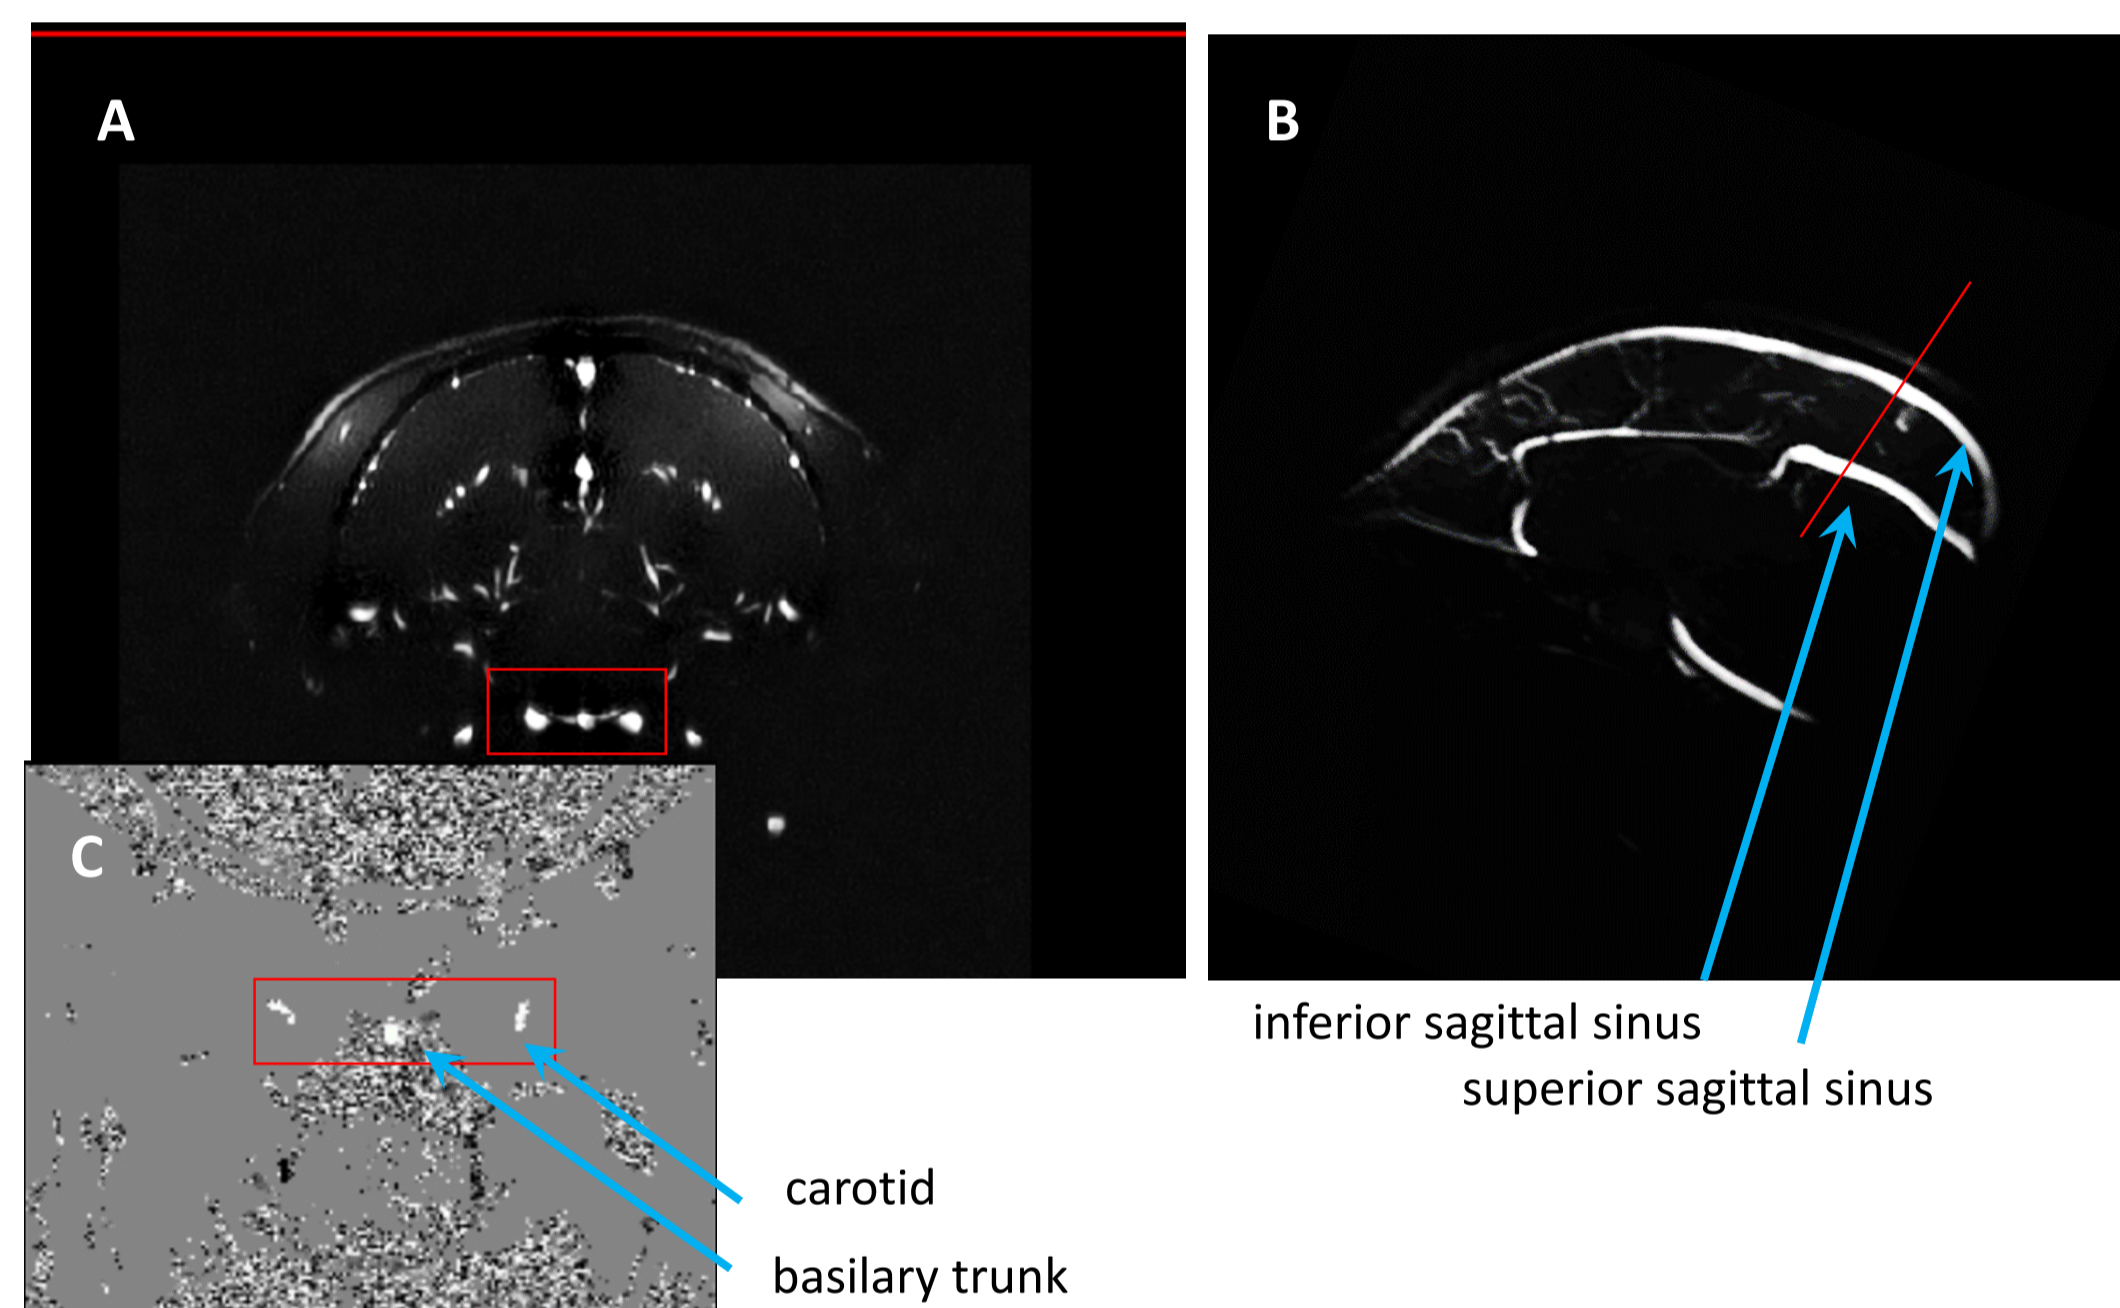 A
B
C
inferior sagittal sinus
superior sagittal sinus
carotid
basilary trunk